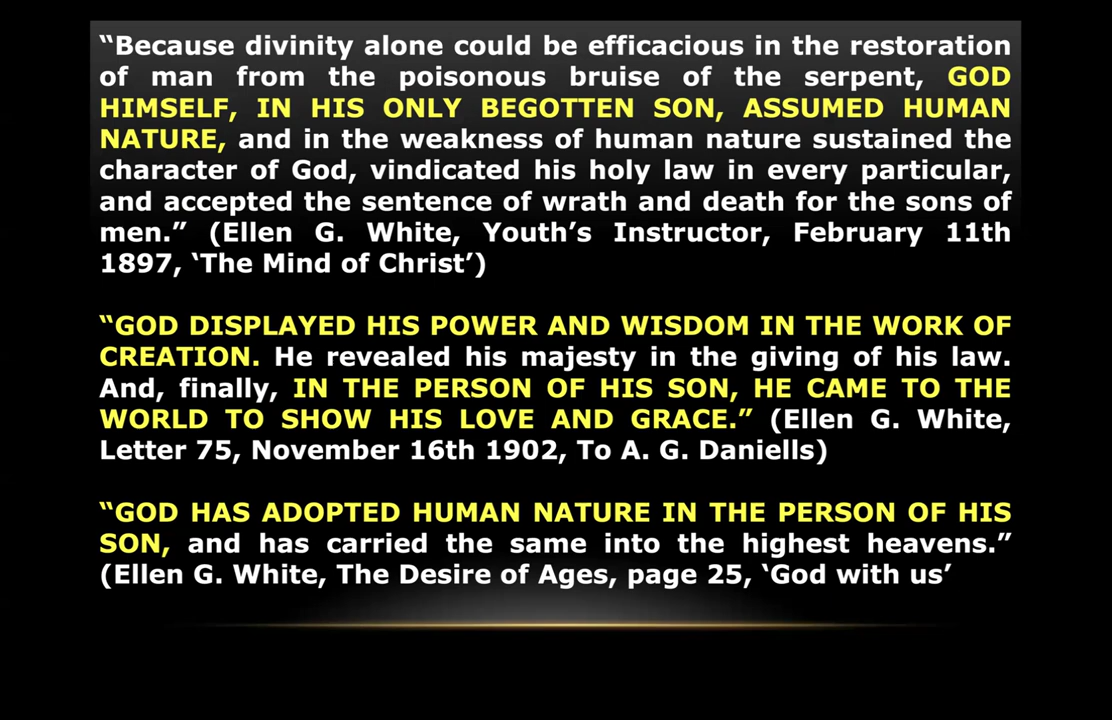 “Because divinity alone could be efficacious in the restoration
of man from the poisonous bruise of the serpent, GOD
HIMSELF, IN HIS ONLY BEGOTTEN SON, ASSUMED HUMAN
NATURE, and in the weakness of human nature sustained the
character of God, vindicated his holy law in every particular,
and accepted the sentence of wrath and death for the sons of
men.” (Ellen G. White, Youth’s Instructor, February 11th
1897, ‘The Mind of Christ’)
“GOD DISPLAYED HIS POWER AND WISDOM IN THE WORK OF
CREATION. He revealed his majesty in the giving of his law.
And, finally, IN THE PERSON OF HIS SON, HE CAME TO THE
WORLD TO SHOW HIS LOVE AND GRACE.” (Ellen G. White,
Letter 75, November 16th 1902, To A. G. Daniells)
“GOD HAS ADOPTED HUMAN NATURE IN THE PERSON OF HIS
SON, and has carried the same into the highest heavens.”
(Ellen G. White, The Desire of Ages, page 25, ‘God with us’